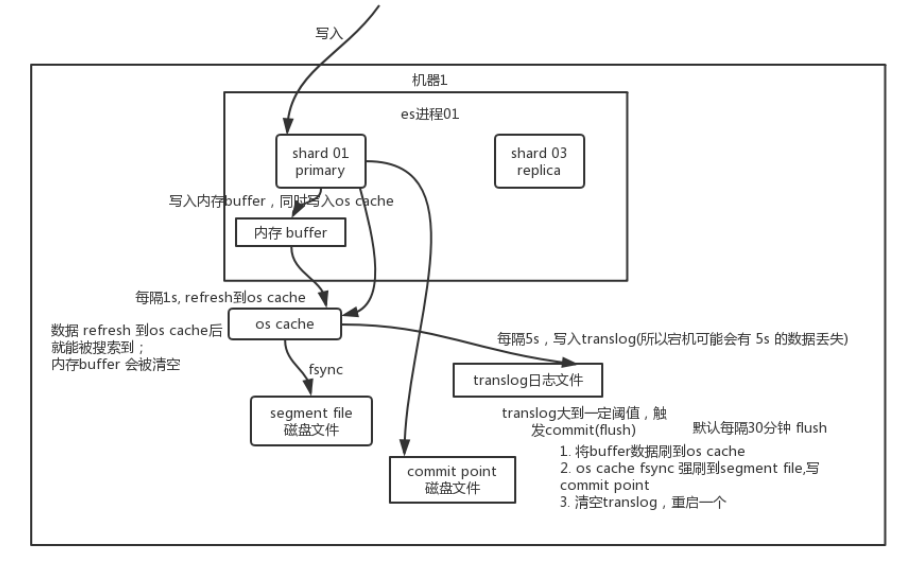 写入
机器1
es进程01
shard 01
primary
shard 03
replica
写入内存buffer，同时写入os cache
内存 buffer
每隔1s, refresh到os cache
os cache
数据 refresh 到os cache后
就能被搜索到；
内存buffer 会被清空
每隔5s，写入translog(所以宕机可能会有 5s 的数据丢失)
fsync
translog日志文件
segment file
磁盘文件
translog大到一定阈值，触
发commit(flush)
默认每隔30分钟 flush
1. 将buffer数据刷到os cache
2. os cache fsync 强刷到segment file,写
commit point
3. 清空translog，重启一个
commit point
磁盘文件